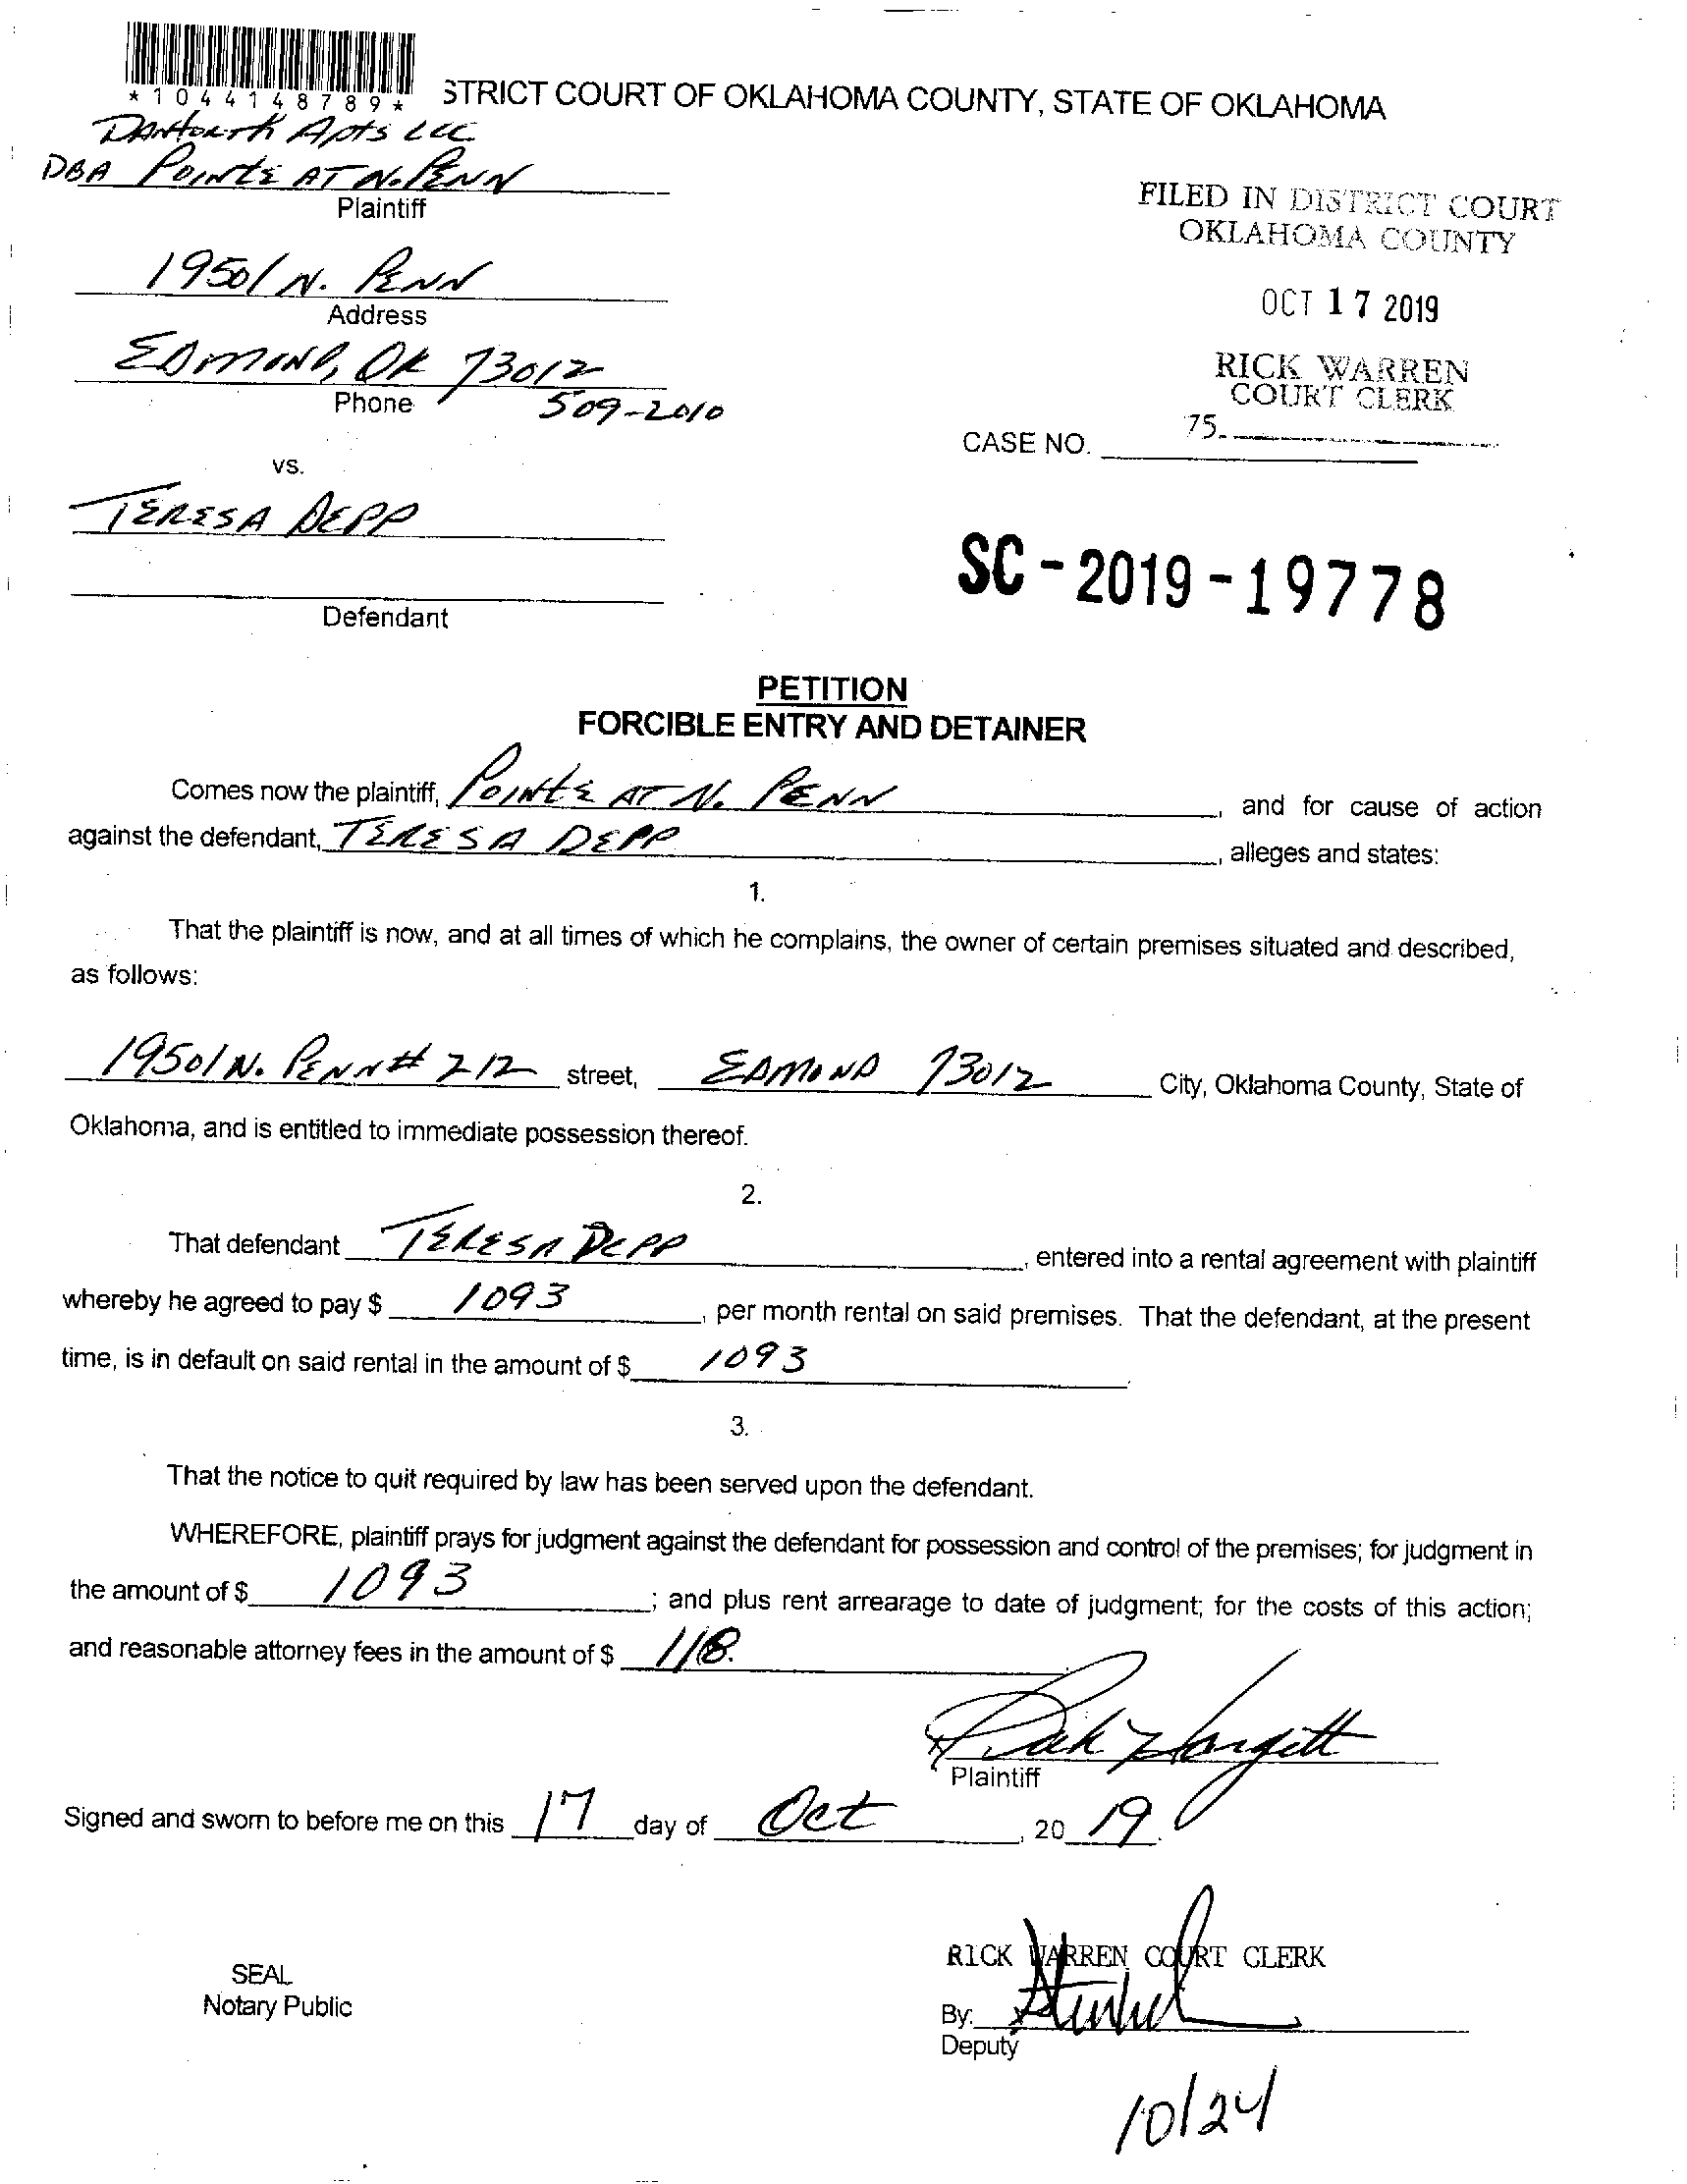 *1044148789*
STRICT COURT OF OKLAHOMA COUNTY, STATE OF OKLAHOMA
DANFORTH APTS LLC
DBA POINTE AT N. PENN
Plaintiff
FILED IN DISTRICT COURT
OKLAHOMA COUNTY
19501 N. PENN
Address
OCT 17 2019
EDMOND, OK 73012
Phone
509-2010
RICK WARREN
COURT CLERK
75
CASE NO.
vs.
TERESA DEPP
SC-2019-19778
Defendant
PETITION
FORCIBLE ENTRY AND DETAINER
Comes now the plaintiff, POINTE AT N. PENN, and for cause of action
against the defendant, TERESA DEPP, alleges and states:
1.
That the plaintiff is now, and at all times of which he complains, the owner of certain premises situated and described,
as follows:
19501 N. PENN # 212 street, EDMOND 73012 City, Oklahoma County, State of
Oklahoma, and is entitled to immediate possession thereof.
2.
That defendant TERESA DEPP, entered into a rental agreement with plaintiff
whereby he agreed to pay $ 1093, per month rental on said premises. That the defendant, at the present
time, is in default on said rental in the amount of $ 1093
3.
That the notice to quit required by law has been served upon the defendant.
WHEREFORE, plaintiff prays for judgment against the defendant for possession and control of the premises; for judgment in
the amount of $ 1093; and plus rent arrearage to date of judgment; for the costs of this action;
and reasonable attorney fees in the amount of $ 118.
Plaintiff
Signed and sworn to before me on this 17 day of Oct, 20 19.
RICK WARREN COURT CLERK
SEAL
Notary Public
By:
Deputy
10/24